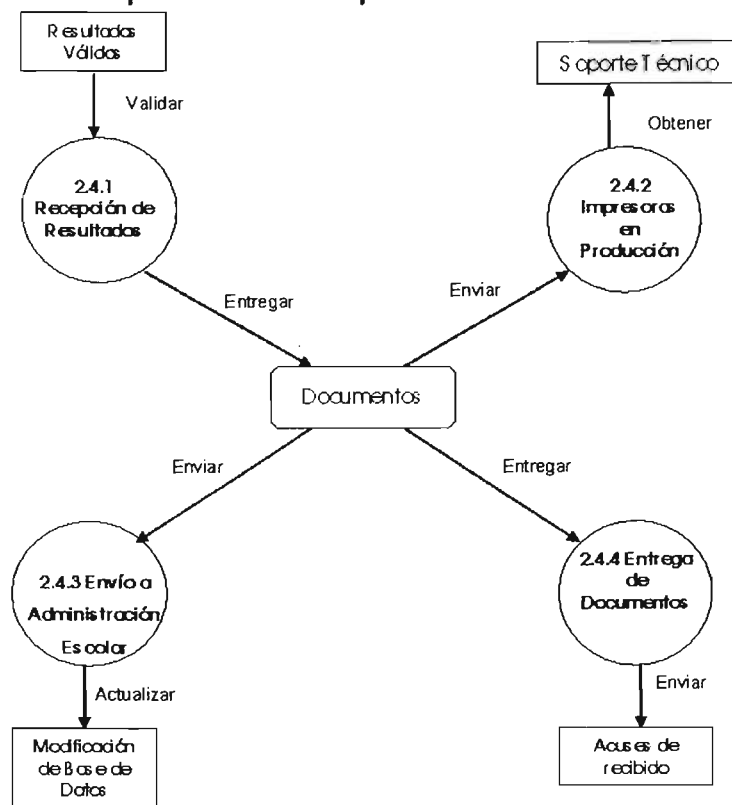 Resultados
Válidos
Soporte Técnico
Validar
Obtener
2.4.1
Recepción de
Resultados
2.4.2
Impresoras
en
Producción
Entregar
Enviar
Documentos
Enviar
Entregar
2.4.3 Envío a
Administración
Escolar
2.4.4 Entrega
de
Documentos
Actualizar
Enviar
Modificación
de Base de
Datos
Acuses de
recibido